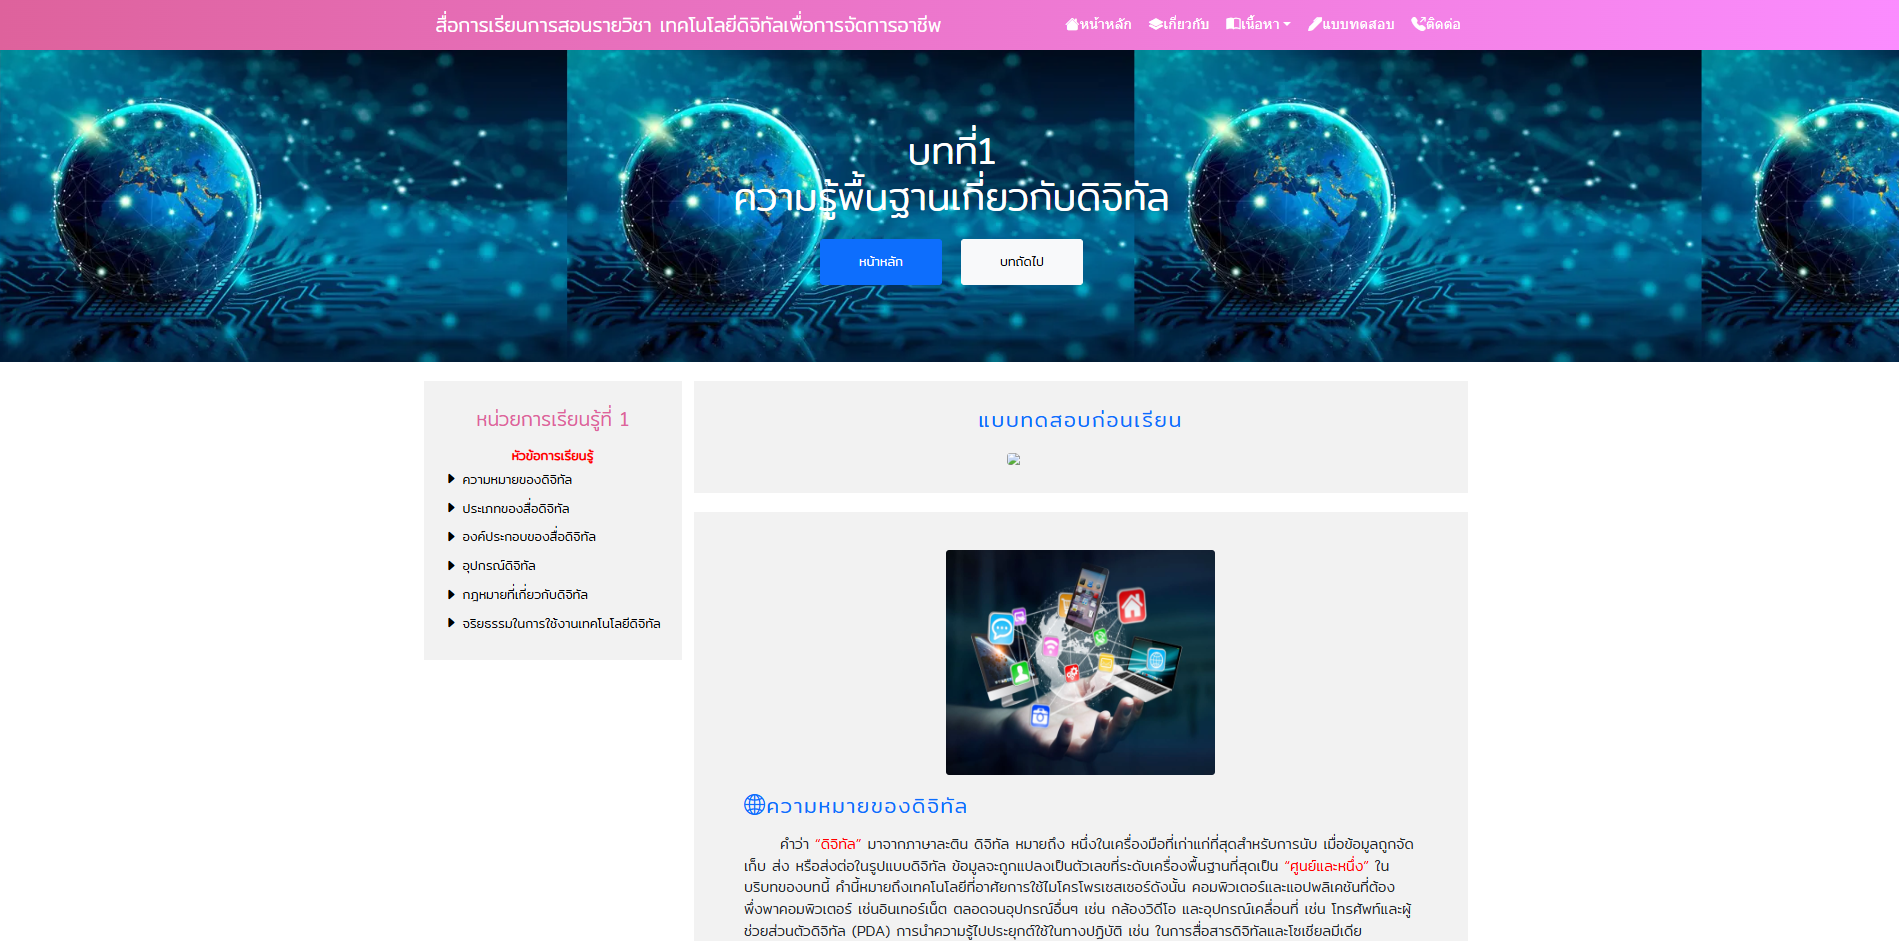 สื่อการเรียนการสอนรายวิชา เทคโนโลยีดิจิทัลเพื่อการจัดการอาชีพ
หน้าหลัก เกี่ยวกับ เนื้อหา แบบทดสอบ ติดต่อ
บทที่1
ความรู้พื้นฐานเกี่ยวกับดิจิทัล
หน้าหลัก บทถัดไป
หน่วยการเรียนรู้ที่ 1
หัวข้อการเรียนรู้
ความหมายของดิจิทัล
ประเภทของสื่อดิจิทัล
องค์ประกอบของสื่อดิจิทัล
อุปกรณ์ดิจิทัล
กฎหมายที่เกี่ยวกับดิจิทัล
จริยธรรมในการใช้งานเทคโนโลยีดิจิทัล
แบบทดสอบก่อนเรียน
ความหมายของดิจิทัล
คำว่า “ดิจิทัล” มาจากภาษาละติน ดิจิทัล หมายถึง หนึ่งในเครื่องมือที่เก่าแก่ที่สุดสำหรับการนับ เมื่อข้อมูลถูกจัด
เก็บ ส่ง หรือส่งต่อในรูปแบบดิจิทัล ข้อมูลจะถูกแปลงเป็นตัวเลขที่ระดับเครื่องพื้นฐานที่สุดเป็น “ศูนย์และหนึ่ง” ใน
บริบทของบทนี้ คำนี้หมายถึงเทคโนโลยีที่อาศัยการใช้ไมโครโพรเซสเซอร์ดังนั้น คอมพิวเตอร์และแอปพลิเคชันที่ต้อง
พึ่งพาคอมพิวเตอร์ เช่นอินเทอร์เน็ต ตลอดจนอุปกรณ์อื่นๆ เช่น กล้องวิดีโอ และอุปกรณ์เคลื่อนที่ เช่น โทรศัพท์และผู้
ช่วยส่วนตัวดิจิทัล (PDA) การนำความรู้ไปประยุกต์ใช้ในทางปฏิบัติ เช่น ในการสื่อสารดิจิทัลและโซเชียลมีเดีย